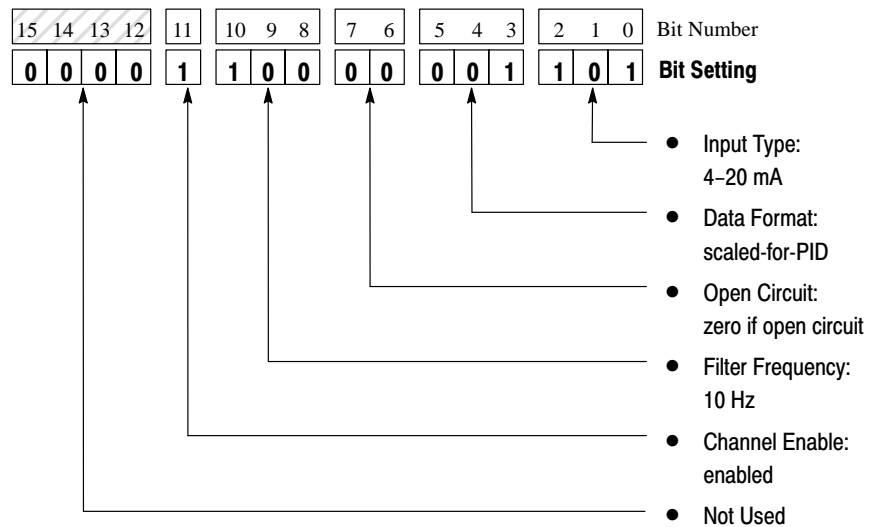 15 14 13 12 11 10 9 8 7 6 5 4 3 2 1 0 Bit Number
0 0 0 0 1 1 0 0 0 0 0 0 1 1 0 1 Bit Setting
● Input Type:
4–20 mA
● Data Format:
scaled-for-PID
● Open Circuit:
zero if open circuit
● Filter Frequency:
10 Hz
● Channel Enable:
enabled
● Not Used